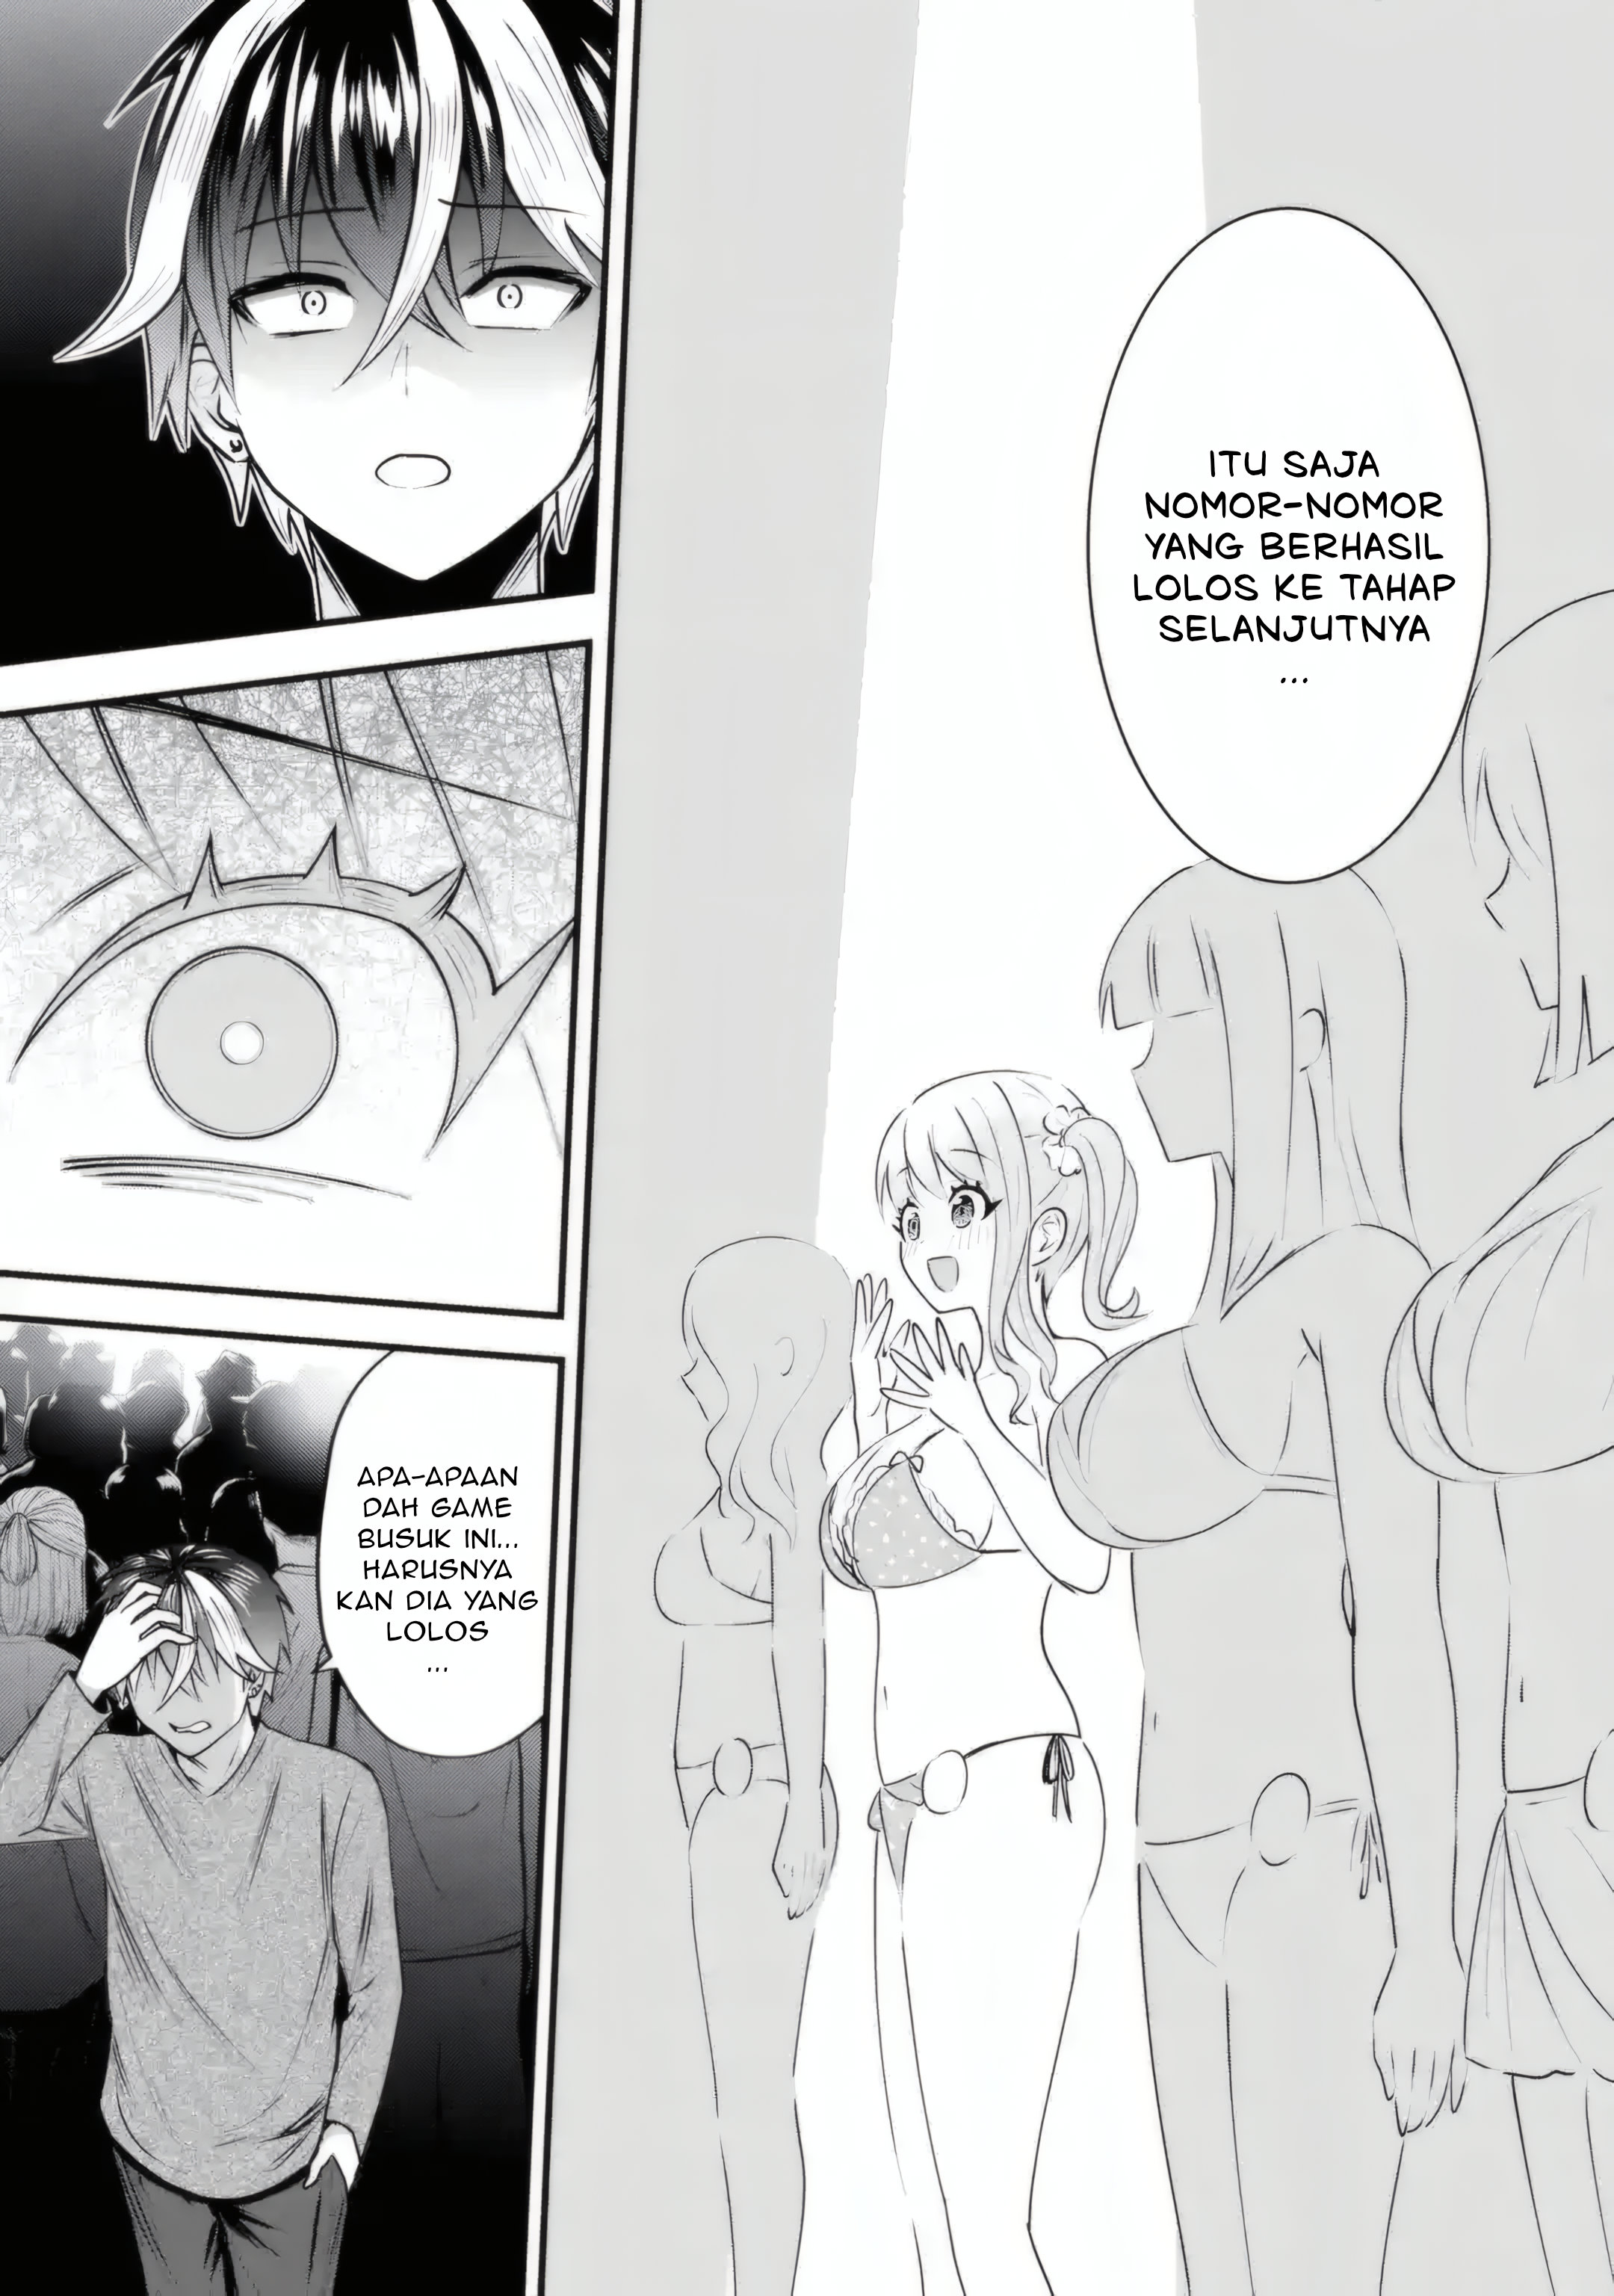 ITU SAJA
NOMOR-NOMOR
YANG BERHASIL
LOLOS KE TAHAP
SELANJUTNYA
...
APA-APAAN
DAH GAME
BUSUK INI...
HARUSNYA
KAN DIA YANG
LOLOS
...